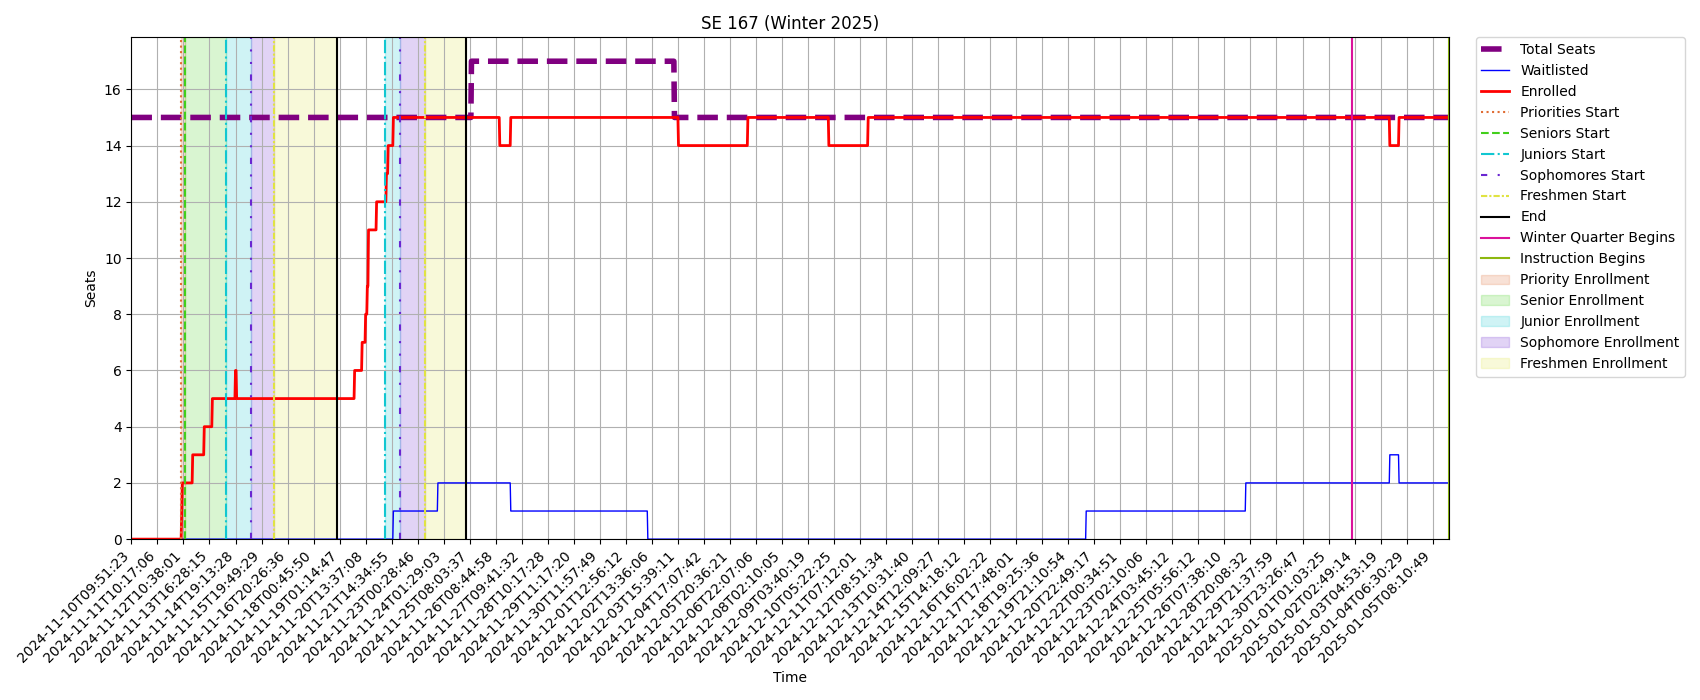 SE 167 (Winter 2025)
Seats
16
14
12
10
8
6
4
2
0
2024-11-10T09:51:23
2024-11-11T10:17:06
2024-11-12T10:38:01
2024-11-13T16:28:15
2024-11-14T19:13:28
2024-11-15T19:49:29
2024-11-16T20:26:36
2024-11-18T00:45:50
2024-11-19T01:14:47
2024-11-20T13:37:08
2024-11-21T14:34:55
2024-11-23T00:28:46
2024-11-24T01:29:03
2024-11-25T08:03:37
2024-11-26T08:44:58
2024-11-27T09:41:32
2024-11-28T10:17:28
2024-11-29T11:17:20
2024-11-30T11:57:49
2024-12-01T12:56:12
2024-12-02T13:36:06
2024-12-03T15:39:11
2024-12-04T17:07:42
2024-12-05T20:36:21
2024-12-06T22:07:06
2024-12-08T02:10:05
2024-12-09T03:40:19
2024-12-10T05:22:25
2024-12-11T07:12:01
2024-12-12T08:51:34
2024-12-13T10:31:40
2024-12-14T12:09:27
2024-12-15T14:18:12
2024-12-16T16:02:22
2024-12-17T17:48:01
2024-12-18T19:25:36
2024-12-19T21:10:54
2024-12-20T22:49:17
2024-12-22T00:34:51
2024-12-23T02:10:06
2024-12-24T03:45:12
2024-12-25T05:56:12
2024-12-26T07:38:10
2024-12-28T20:08:32
2024-12-29T21:37:59
2024-12-30T23:26:47
2025-01-01T01:03:25
2025-01-02T02:49:14
2025-01-03T04:53:19
2025-01-04T06:30:29
2025-01-05T08:10:49
Time
Total Seats
Waitlisted
Enrolled
Priorities Start
Seniors Start
Juniors Start
Sophomores Start
Freshmen Start
End
Winter Quarter Begins
Instruction Begins
Priority Enrollment
Senior Enrollment
Junior Enrollment
Sophomore Enrollment
Freshmen Enrollment